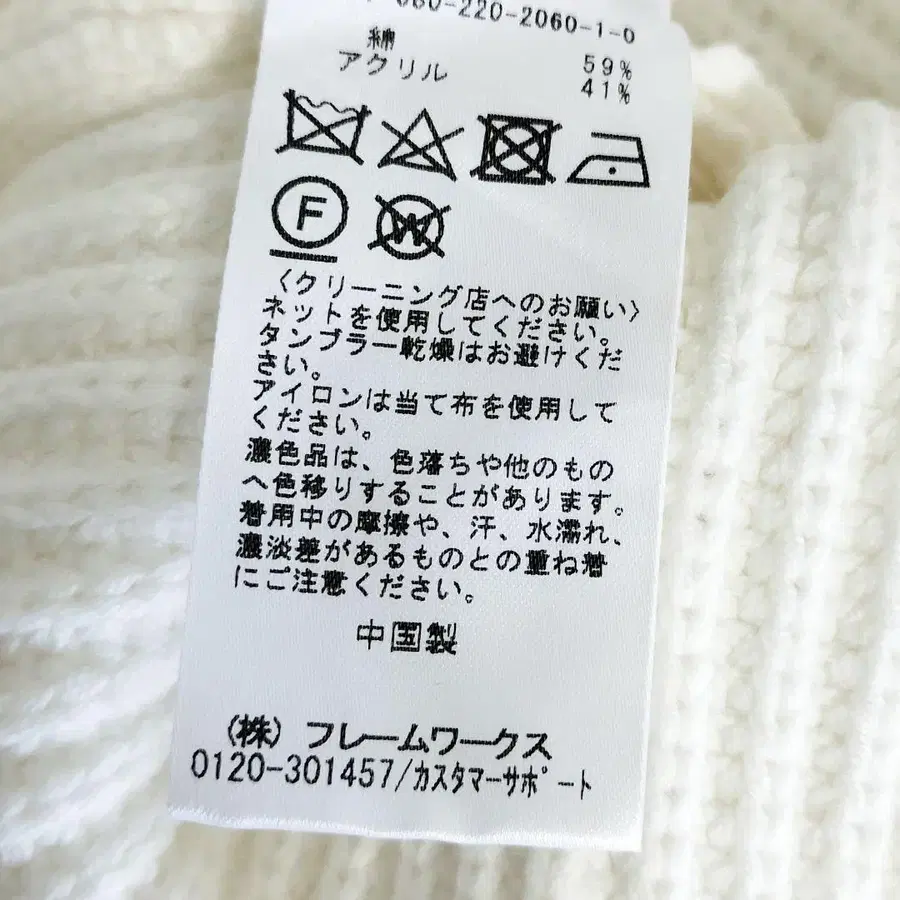 060-220-2060-1-0
綿 59%
アクリル 41%
F
W
〈クリーニング店へのお願い〉
ネットを使用してください。
タンブラー乾燥はお避けくだ
さい。
アイロンは当て布を使用して
ください。
濃色品は、色落ちや他のもの
へ色移りすることがあります。
着用中の摩擦や、汗、水濡れ、
濃淡差があるものとの重ね着
にご注意ください。
中国製
(株) フレームワークス
0120-301457/カスタマーサポート